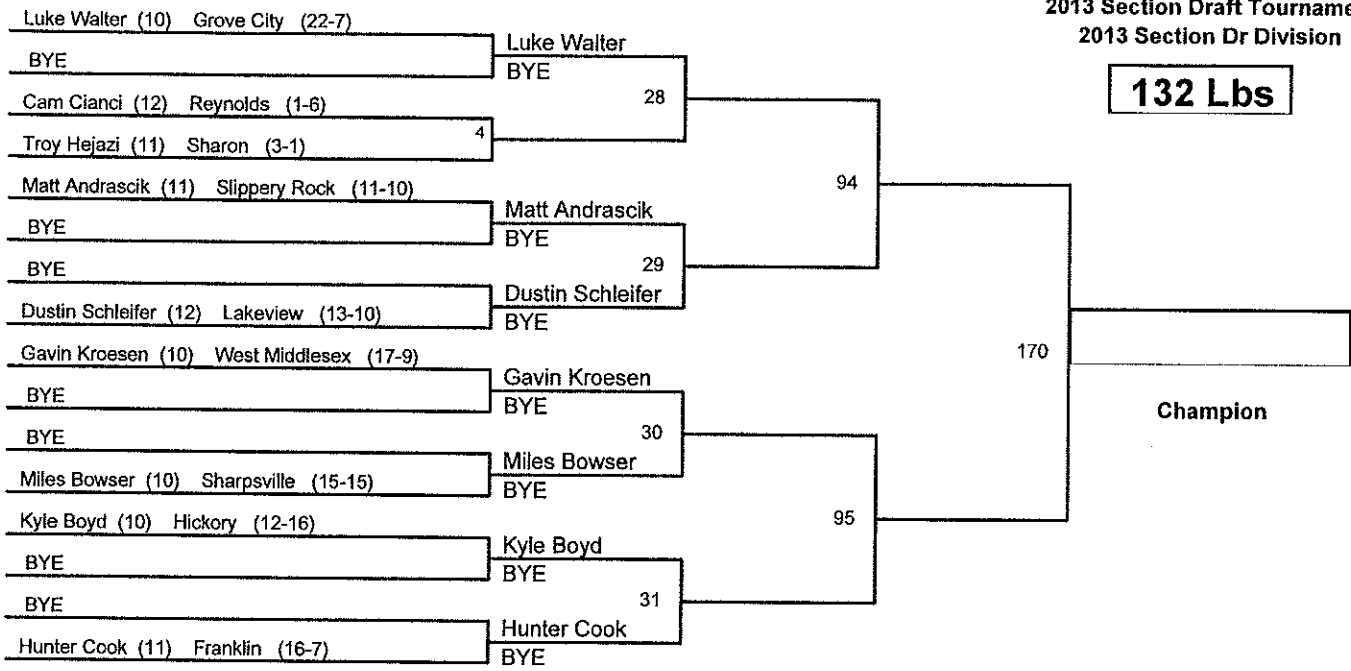 2013 Section Draft Tourname
2013 Section Dr Division
132 Lbs
Luke Walter (10) Grove City (22-7)
BYE
Cam Cianci (12) Reynolds (1-6)
Troy Hejazi (11) Sharon (3-1)
Matt Andrascik (11) Slippery Rock (11-10)
BYE
BYE
Dustin Schleifer (12) Lakeview (13-10)
Gavin Kroesen (10) West Middlesex (17-9)
BYE
BYE
Miles Bowser (10) Sharpsville (15-15)
Kyle Boyd (10) Hickory (12-16)
BYE
BYE
Hunter Cook (11) Franklin (16-7)
4
Luke Walter
BYE
28
Matt Andrascik
BYE
29
Dustin Schleifer
BYE
Gavin Kroesen
BYE
30
Miles Bowser
BYE
Kyle Boyd
BYE
31
Hunter Cook
BYE
94
95
170
Champion